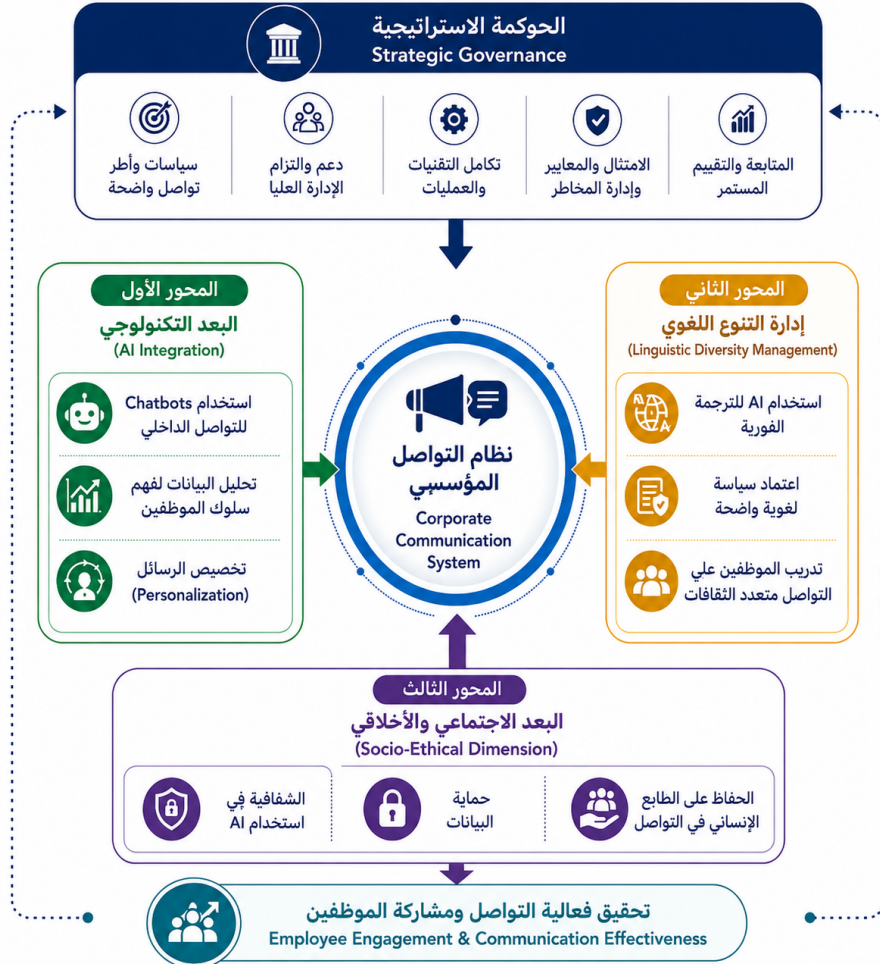 الحوكمة الاستراتيجية
Strategic Governance
المتابعة والتقييم
المستمر
الامتثال والمعايير
وإدارة المخاطر
تكامل التقنيات
والعمليات
دعم والتزام
الإدارة العليا
سياسات وأطر
تواصل واضحة
المحور الأول
البعد التكنولوجي
(AI Integration)
استخدام Chatbots
للتواصل الداخلي
تحليل البيانات لفهم
سلوك الموظفين
تخصيص الرسائل
(Personalization)
نظام التواصل
المؤسسي
Corporate
Communication
System
المحور الثاني
إدارة التنوع اللغوي
(Linguistic Diversity Management)
استخدام AI للترجمة
الفورية
اعتماد سياسة
لغوية واضحة
تدريب الموظفين علي
التواصل متعدد الثقافات
المحور الثالث
البعد الاجتماعي والأخلاقي
(Socio-Ethical Dimension)
الحفاظ على الطابع
الإنساني في التواصل
حماية
البيانات
الشفافية في
استخدام AI
تحقيق فعالية التواصل ومشاركة الموظفين
Employee Engagement & Communication Effectiveness